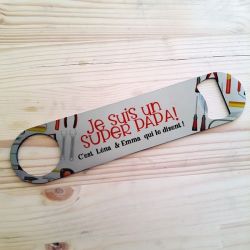 Je suis un
super papa!
C'est Léna & Emma qui le disent !